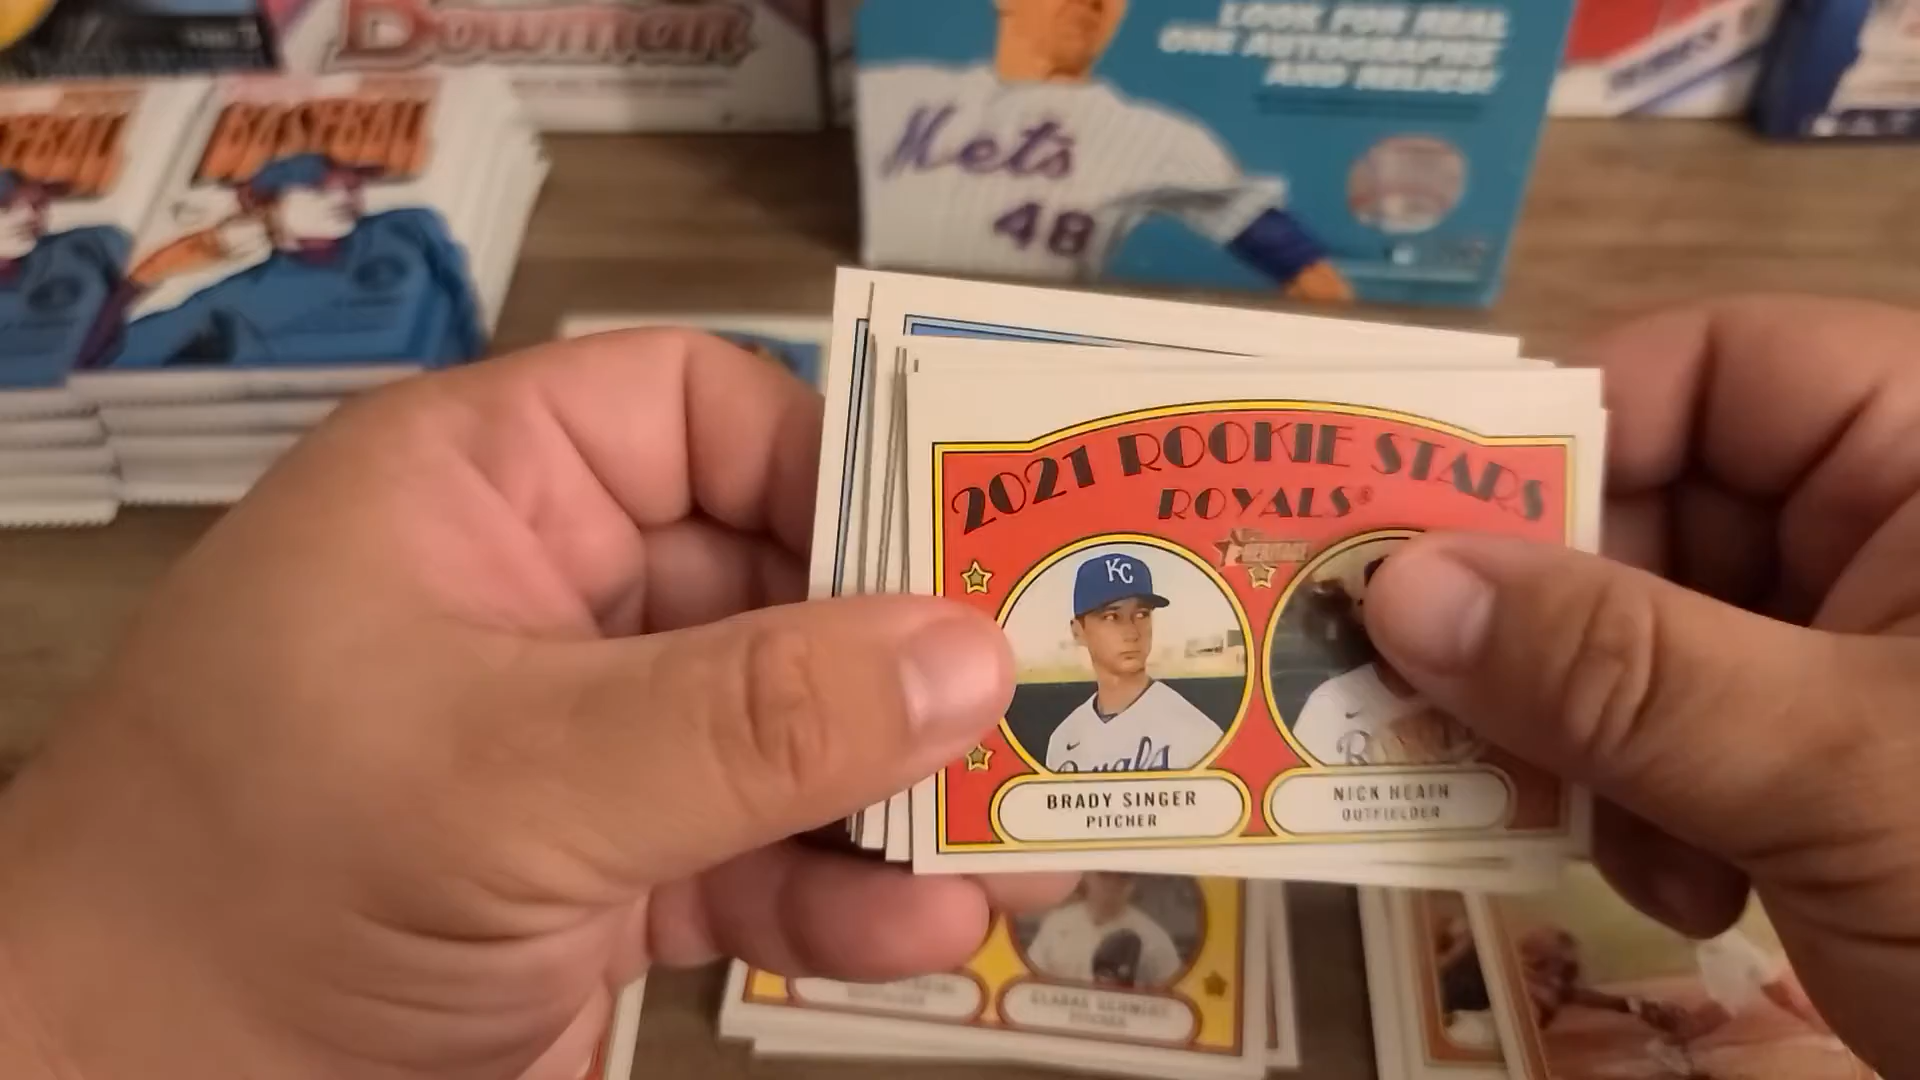 Bowman
LOOK FOR REAL
ONE AUTOGRAPHS
AND RELICS!
BASEBALL
Mets
48
2021 ROOKIE STARS
ROYALS®
HERITAGE
KC
BRADY SINGER
PITCHER
NICK HEATH
OUTFIELDER
CLARKE SCHMIDT
PITCHER